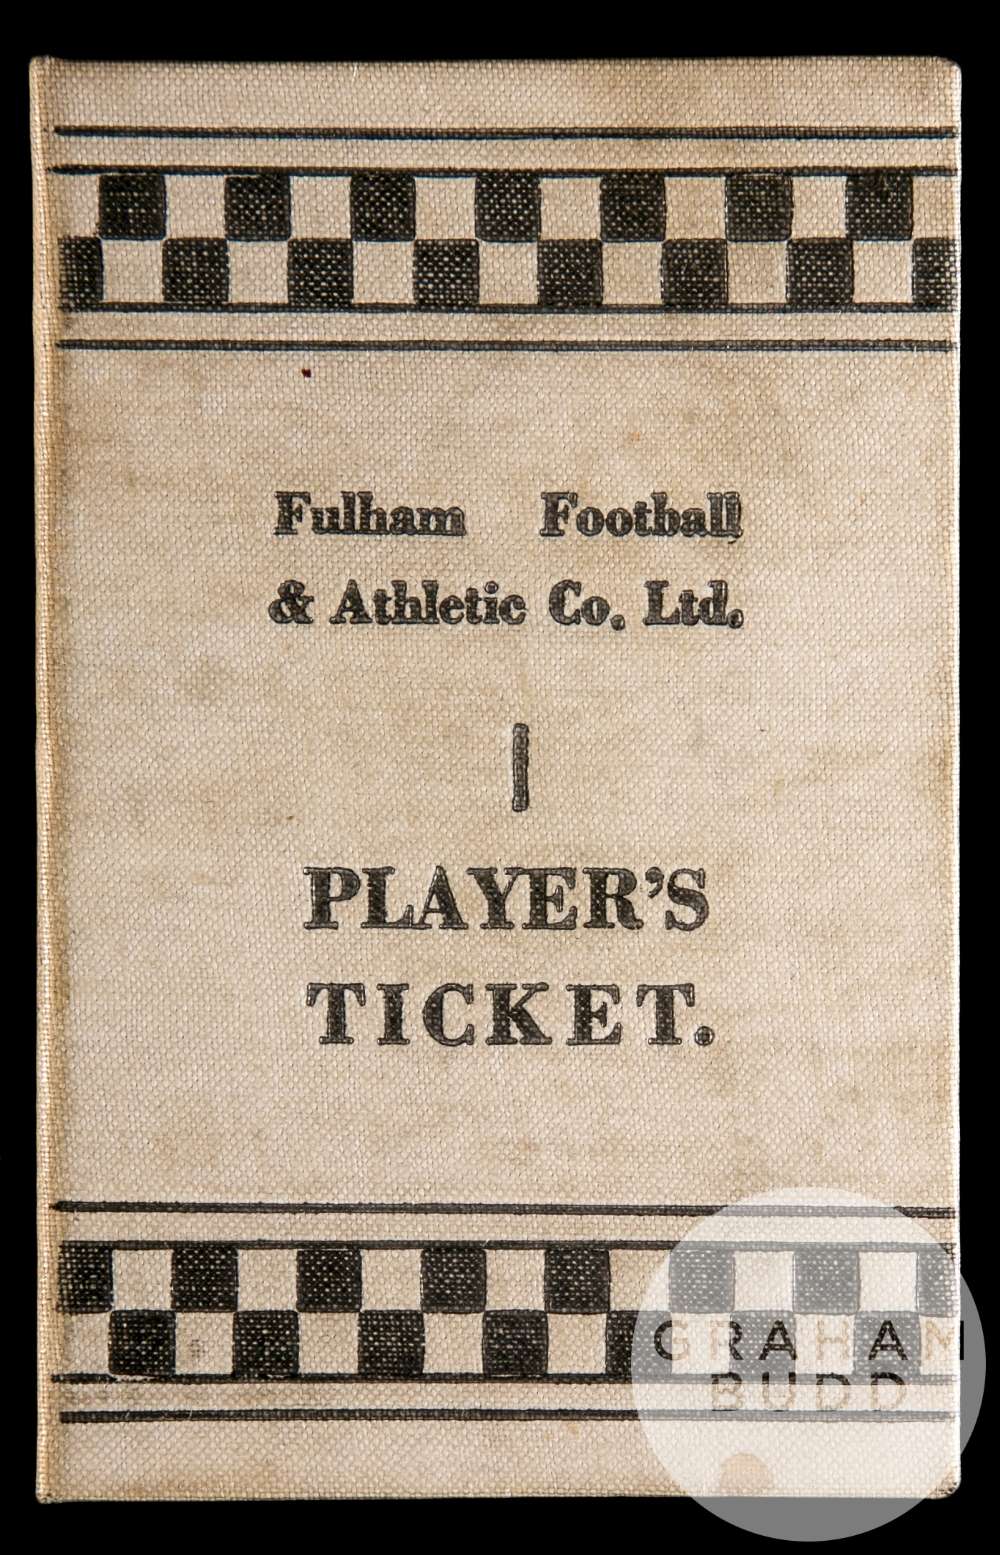 Fulham Football
& Athletic Co. Ltd.
PLAYER'S
TICKET.
GRAHAM
BUDD